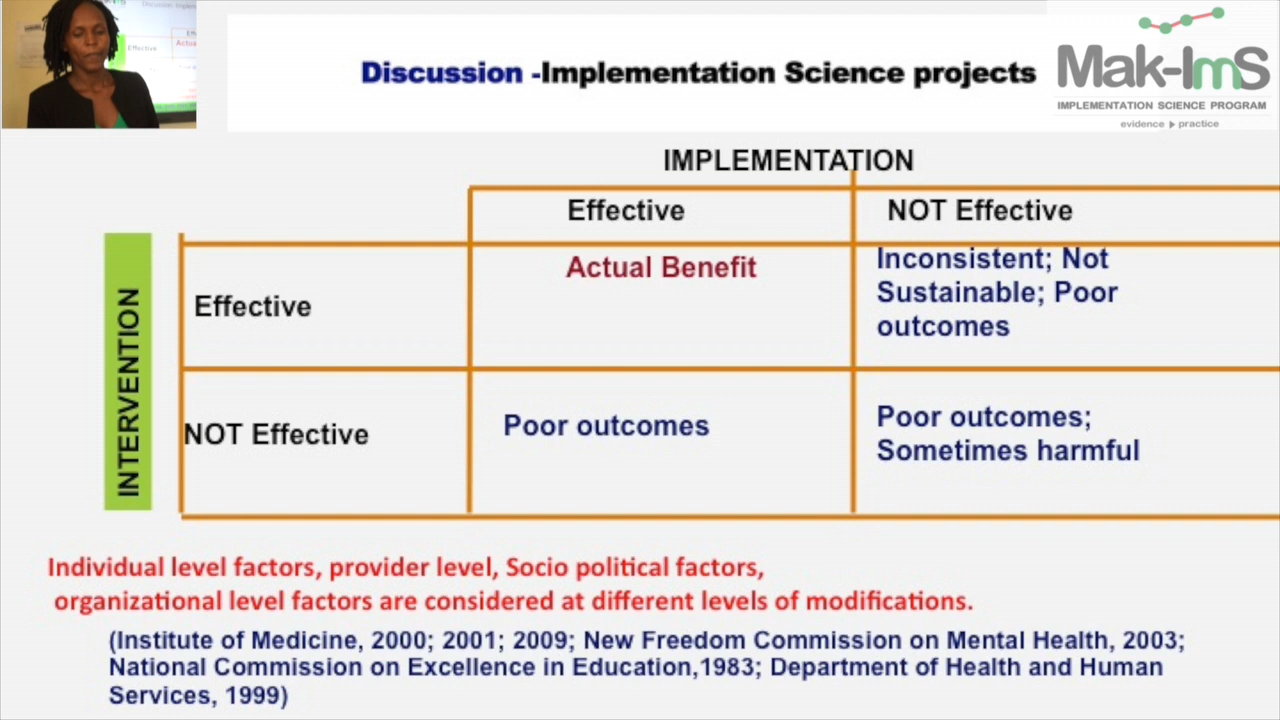 Discussion -Implementation Science projects
Mak-ImS
IMPLEMENTATION SCIENCE PROGRAM
evidence practice
IMPLEMENTATION
Effective
NOT Effective
INTERVENTION
Effective
Actual Benefit
Inconsistent; Not
Sustainable; Poor
outcomes
NOT Effective
Poor outcomes
Poor outcomes;
Sometimes harmful
Individual level factors, provider level, Socio political factors,
organizational level factors are considered at different levels of modifications.
(Institute of Medicine, 2000; 2001; 2009; New Freedom Commission on Mental Health, 2003;
National Commission on Excellence in Education,1983; Department of Health and Human
Services, 1999)